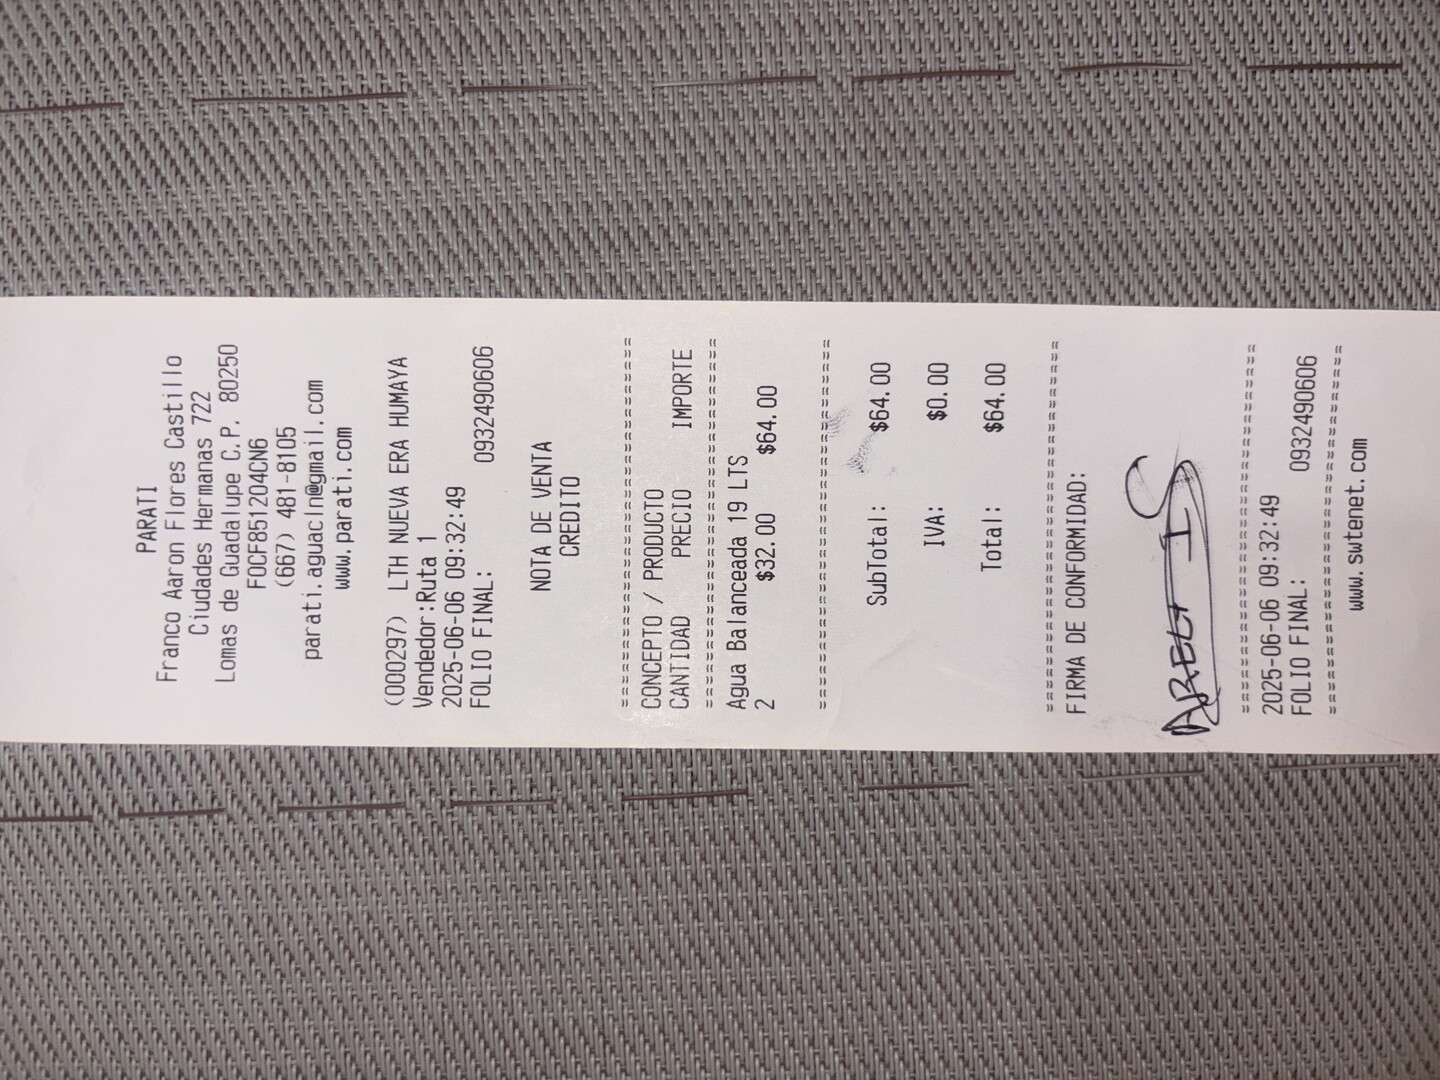 PARATI
Franco Aaron Flores Castillo
Ciudades Hermanas 722
Lomas de Guadalupe C.P. 80250
FOCF851204CN6
(667) 481-8105
parati.aguacln@gmail.com
www.parati.com
(000297) LTH NUEVA ERA HUMAYA
Vendedor:Ruta 1
2025-06-06 09:32:49
FOLIO FINAL: 0932490606
NOTA DE VENTA
CREDITO
===============================
CONCEPTO / PRODUCTO
CANTIDAD PRECIO IMPORTE
===============================
Agua Balanceada 19 LTS
2 $32.00 $64.00
===============================
SubTotal: $64.00
IVA: $0.00
Total: $64.00
===============================
FIRMA DE CONFORMIDAD:
===============================
2025-06-06 09:32:49
FOLIO FINAL: 0932490606
===============================
www.swtenet.com